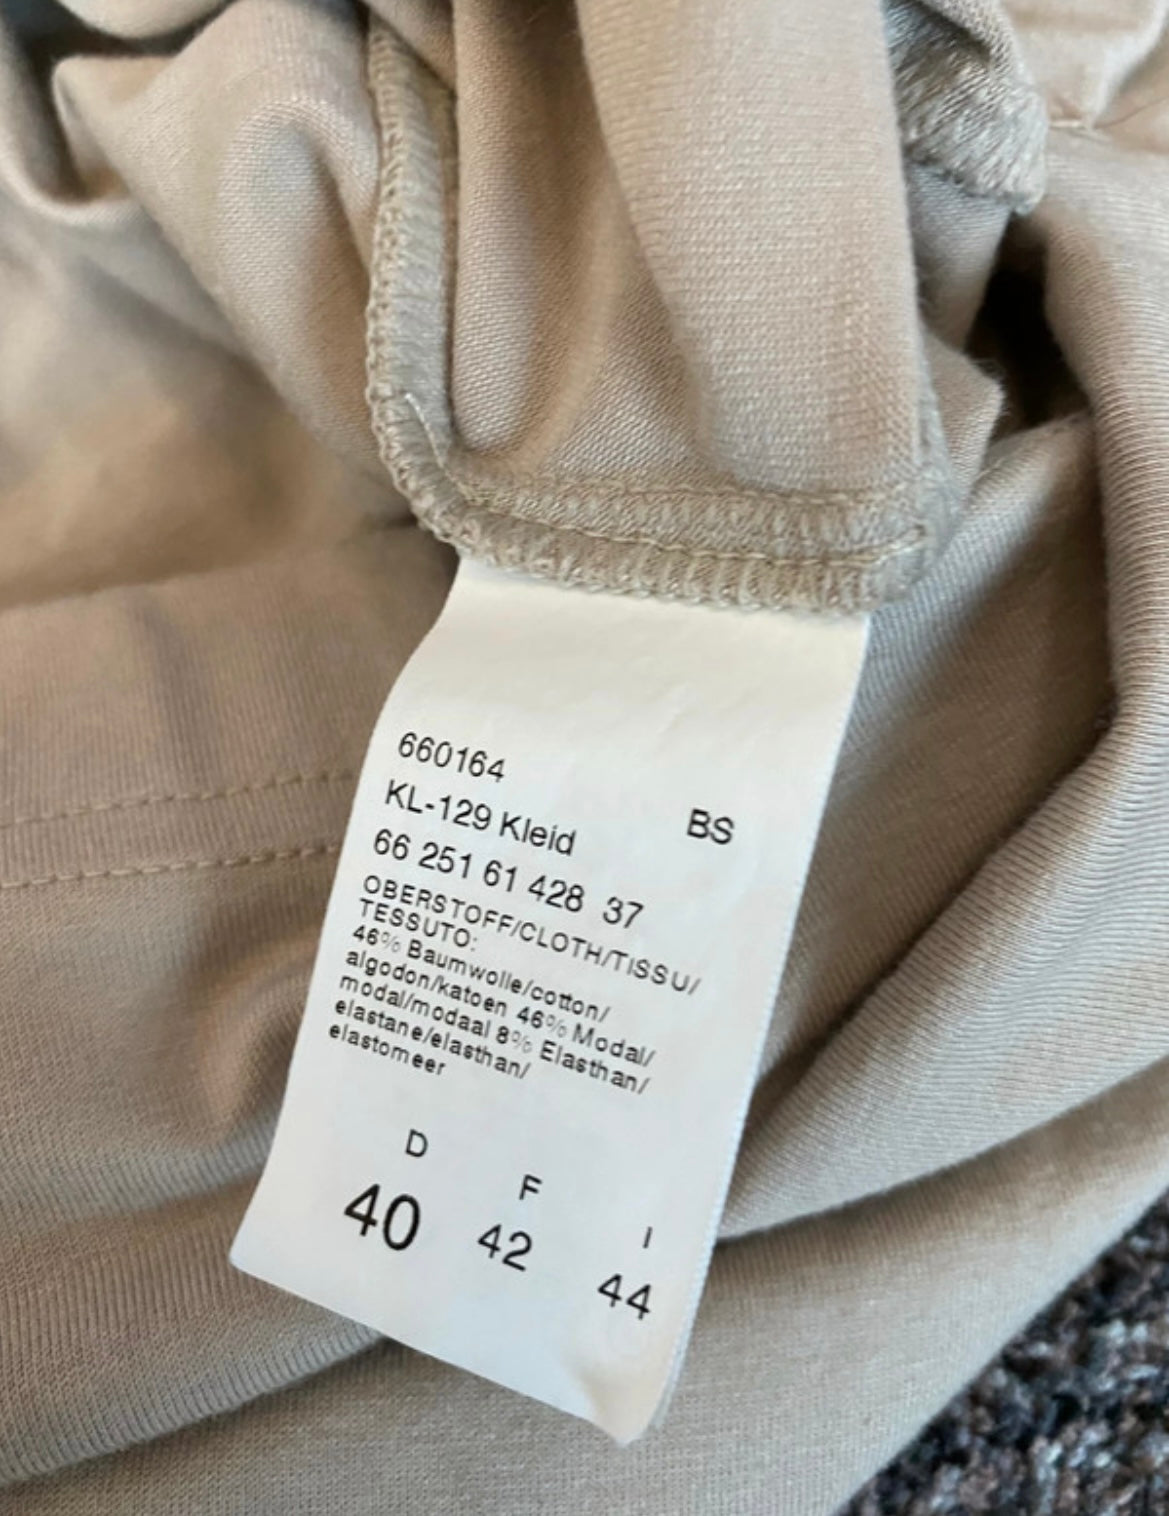 660164
KL-129 Kleid
BS
66 251 61 428 37
OBERSTOFF/CLOTH/TISSU/
TESSUTO:
46% Baumwolle/cotton/
algodon/katoen 46% Modal/
modal/modaal 8% Elasthan/
elastane/elasthan/
elastomeer
D F I
40 42 44